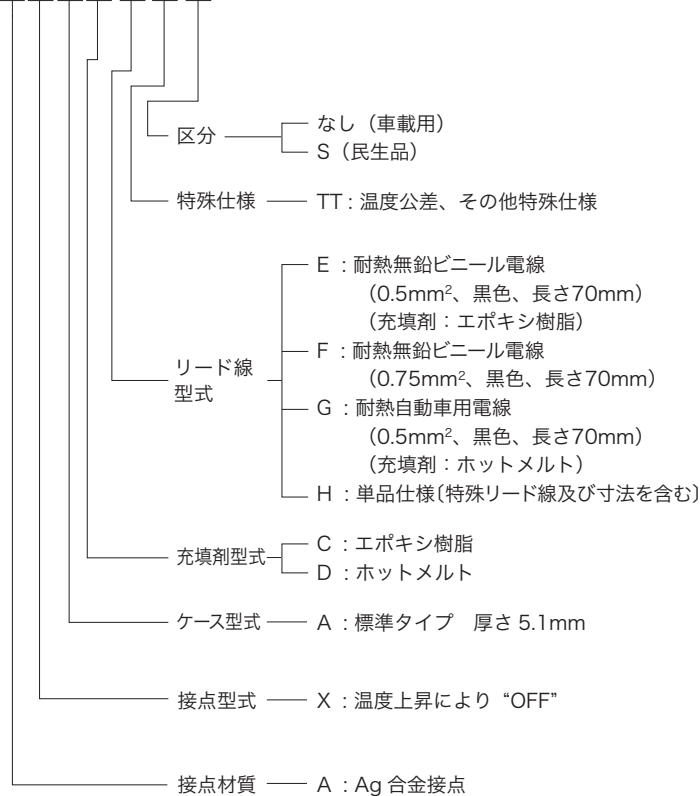 区分
なし（車載用）
S（民生品）
特殊仕様
TT : 温度公差、その他特殊仕様
リード線
型式
E : 耐熱無鉛ビニール電線
（0.5mm²、黒色、長さ70mm）
（充填剤：エポキシ樹脂）
F : 耐熱無鉛ビニール電線
（0.75mm²、黒色、長さ70mm）
G : 耐熱自動車用電線
（0.5mm²、黒色、長さ70mm）
（充填剤：ホットメルト）
H : 単品仕様〔特殊リード線及び寸法を含む〕
充填剤型式
C : エポキシ樹脂
D : ホットメルト
ケース型式
A : 標準タイプ　厚さ 5.1mm
接点型式
X : 温度上昇により “OFF”
接点材質
A : Ag 合金接点